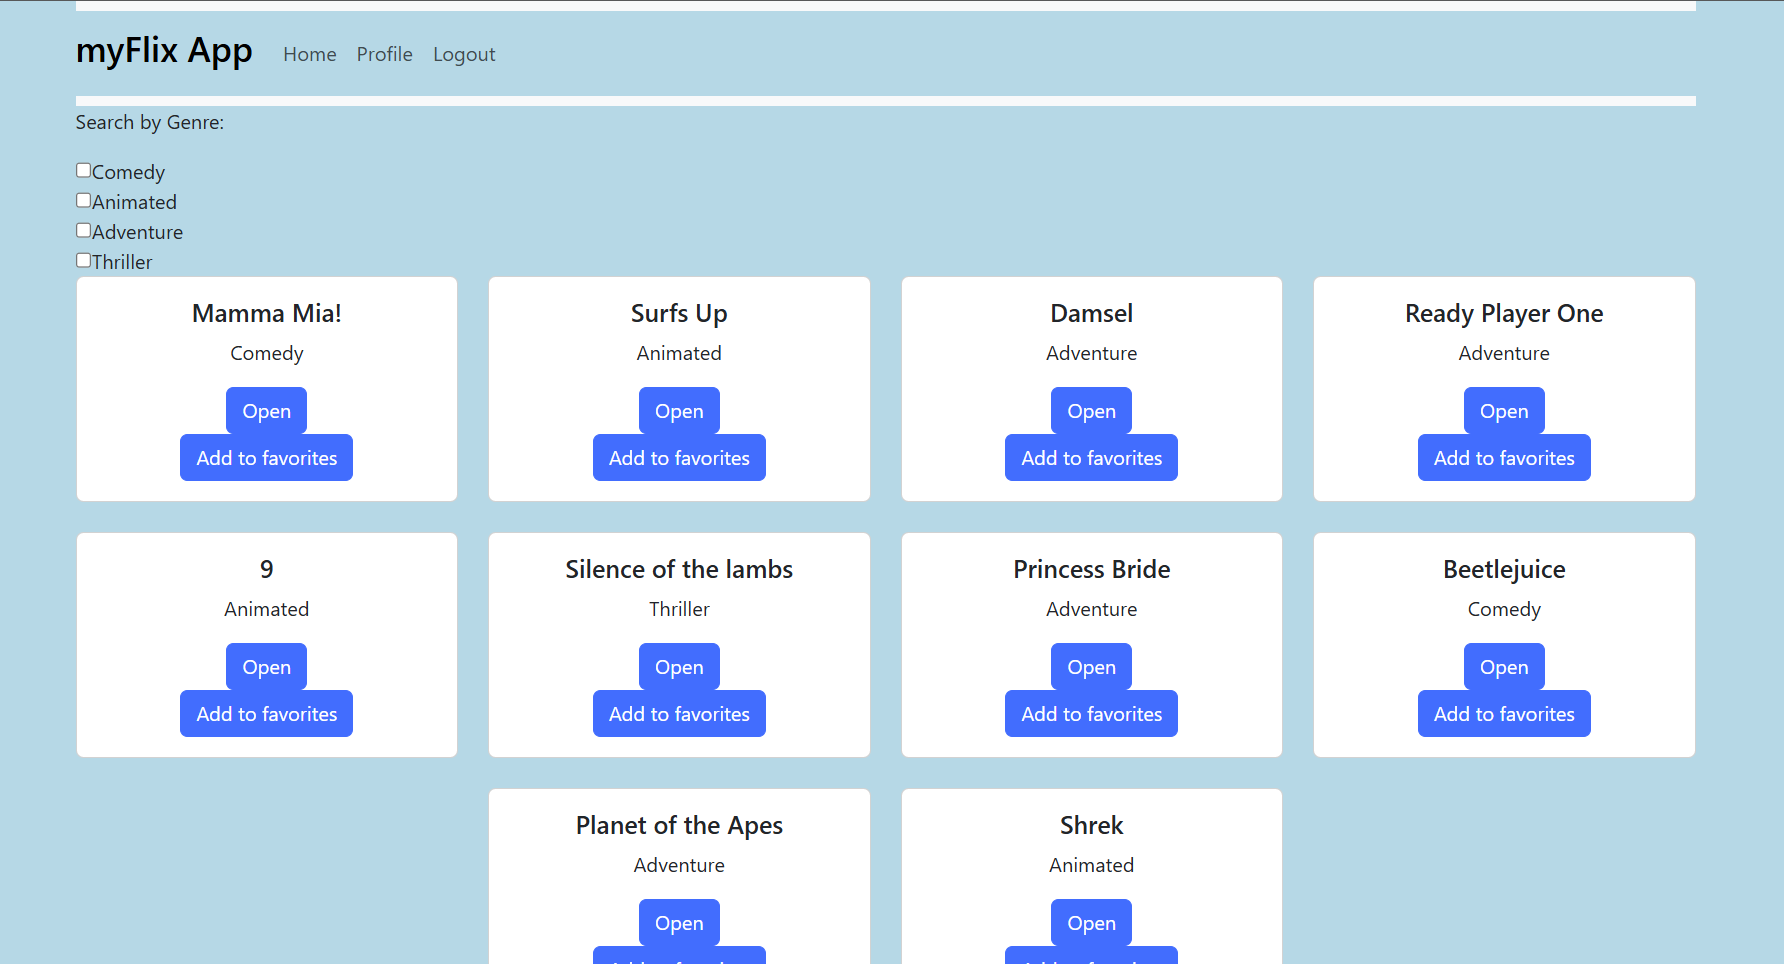 myFlix App Home Profile Logout
Search by Genre:
Comedy
Animated
Adventure
Thriller
Mamma Mia!
Comedy
Open
Add to favorites
Surfs Up
Animated
Open
Add to favorites
Damsel
Adventure
Open
Add to favorites
Ready Player One
Adventure
Open
Add to favorites
9
Animated
Open
Add to favorites
Silence of the lambs
Thriller
Open
Add to favorites
Princess Bride
Adventure
Open
Add to favorites
Beetlejuice
Comedy
Open
Add to favorites
Planet of the Apes
Adventure
Open
Shrek
Animated
Open